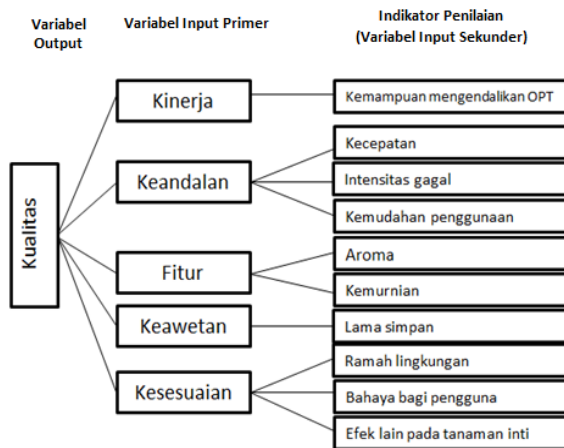 Variabel
Output
Variabel Input Primer
Indikator Penilaian
(Variabel Input Sekunder)
Kualitas
Kinerja
Kemampuan mengendalikan OPT
Keandalan
Kecepatan
Intensitas gagal
Kemudahan penggunaan
Fitur
Aroma
Kemurnian
Keawetan
Lama simpan
Kesesuaian
Ramah lingkungan
Bahaya bagi pengguna
Efek lain pada tanaman inti